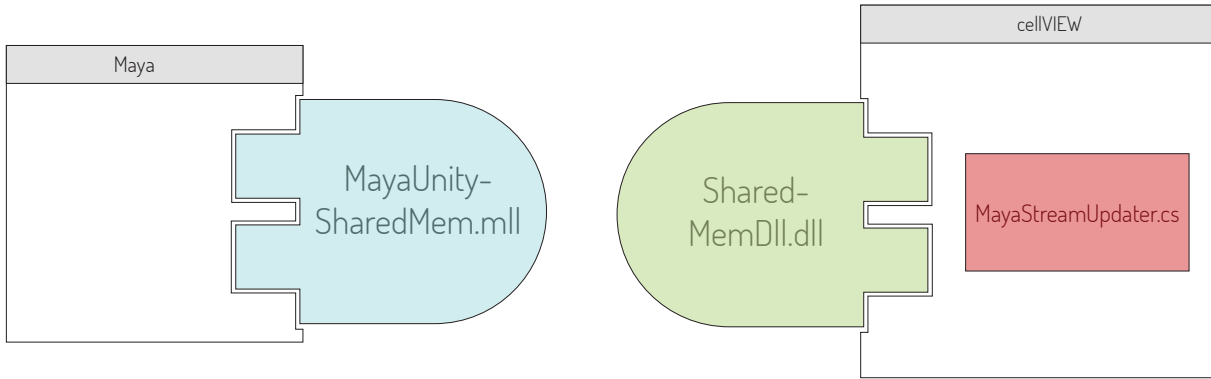 Maya
MayaUnity-
SharedMem.mll
Shared-
MemDll.dll
cellVIEW
MayaStreamUpdater.cs